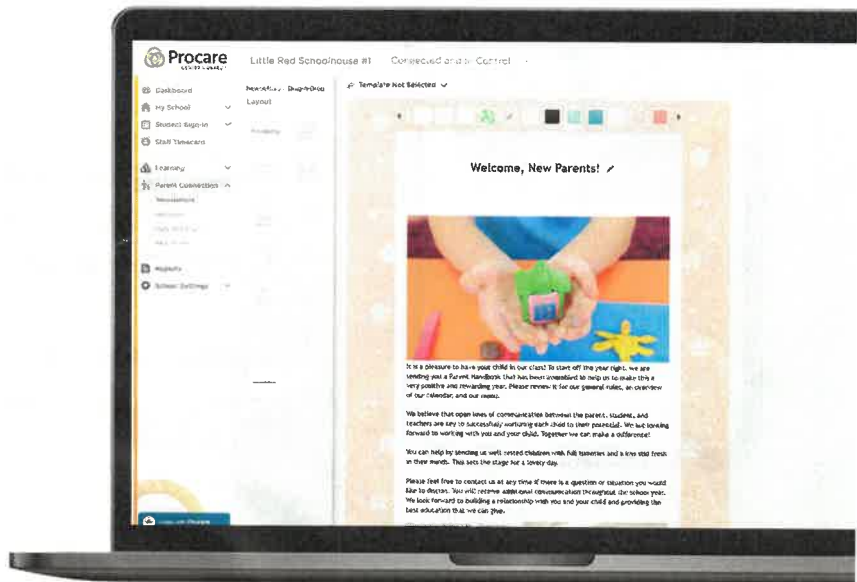 Procare
Little Red Schoolhouse #1
Connected and in Control
Dashboard
My School
Student Sign-in
Staff Timecard
Learning
Parent Connection
Newsletters
Reports
School Settings
Newsletters - Drag-n-Drop
Layout
Template Not Selected
Welcome, New Parents!
It is a pleasure to have your child in our class! To start off the year right, we are
sending you a Parent Handbook that has been assembled to help us to make this a
very positive and rewarding year. Please review it for our general rules, an overview
of our calendar, and our menu.
We believe that open lines of communication between the parent, student, and
teachers are key to successfully nurturing each child to their potential. We are looking
forward to working with you and your child. Together we can make a difference!
You can help by sending us well rested children with full tummies and a kiss still fresh
in their minds. This sets the stage for a lovely day.
Please feel free to contact us at any time if there is a question or situation you would
like to discuss. You will receive additional communication throughout the school year.
We look forward to building a relationship with you and your child and providing the
best education that we can give.